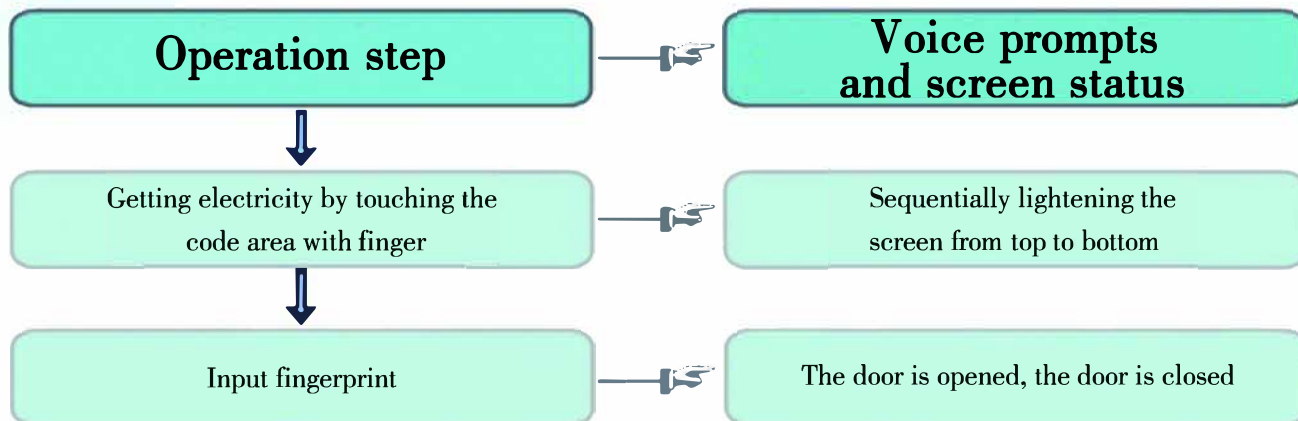 Operation step
Voice prompts
and screen status
Getting electricity by touching the
code area with finger
Sequentially lightening the
screen from top to bottom
Input fingerprint
The door is opened, the door is closed